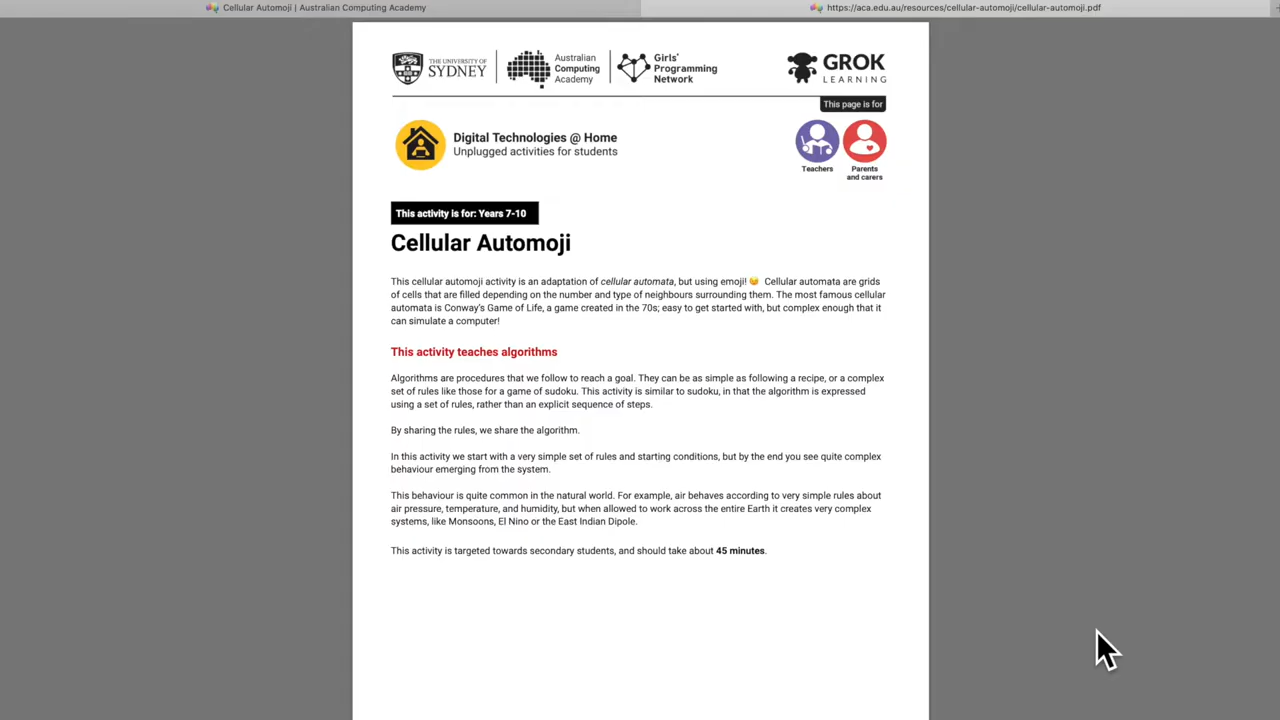 Cellular Automoji | Australian Computing Academy
https://aca.edu.au/resources/cellular-automoji/cellular-automoji.pdf
THE UNIVERSITY OF
SYDNEY
Australian
Computing
Academy
Girls'
Programming
Network
GROK
LEARNING
This page is for
Digital Technologies @ Home
Unplugged activities for students
Teachers
Parents
and carers
This activity is for: Years 7-10
Cellular Automoji
This cellular automoji activity is an adaptation of cellular automata, but using emoji! 😉 Cellular automata are grids
of cells that are filled depending on the number and type of neighbours surrounding them. The most famous cellular
automata is Conway's Game of Life, a game created in the 70s; easy to get started with, but complex enough that it
can simulate a computer!
This activity teaches algorithms
Algorithms are procedures that we follow to reach a goal. They can be as simple as following a recipe, or a complex
set of rules like those for a game of sudoku. This activity is similar to sudoku, in that the algorithm is expressed
using a set of rules, rather than an explicit sequence of steps.
By sharing the rules, we share the algorithm.
In this activity we start with a very simple set of rules and starting conditions, but by the end you see quite complex
behaviour emerging from the system.
This behaviour is quite common in the natural world. For example, air behaves according to very simple rules about
air pressure, temperature, and humidity, but when allowed to work across the entire Earth it creates very complex
systems, like Monsoons, El Nino or the East Indian Dipole.
This activity is targeted towards secondary students, and should take about 45 minutes.